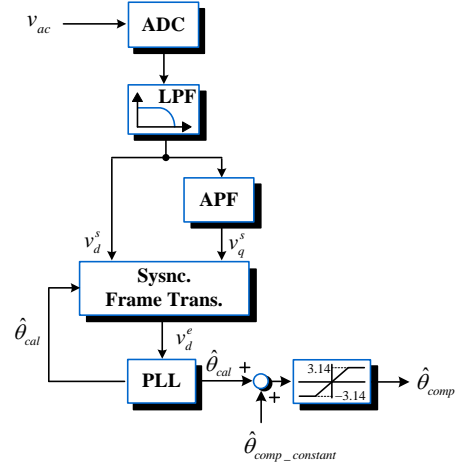 v_ac
ADC
LPF
APF
v_d^s
v_q^s
Sysnc.
Frame Trans.
θ̂_cal
v_d^e
PLL
θ̂_cal
+
+
3.14
−3.14
θ̂_comp
θ̂_comp_constant